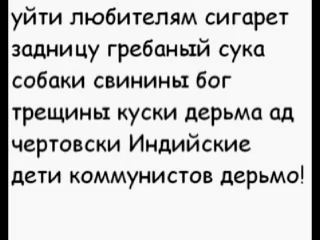 уйти любителям сигарет
задницу гребаный сука
собаки свинины бог
трещины куски дерьма ад
чертовски Индийские
дети коммунистов дерьмо!